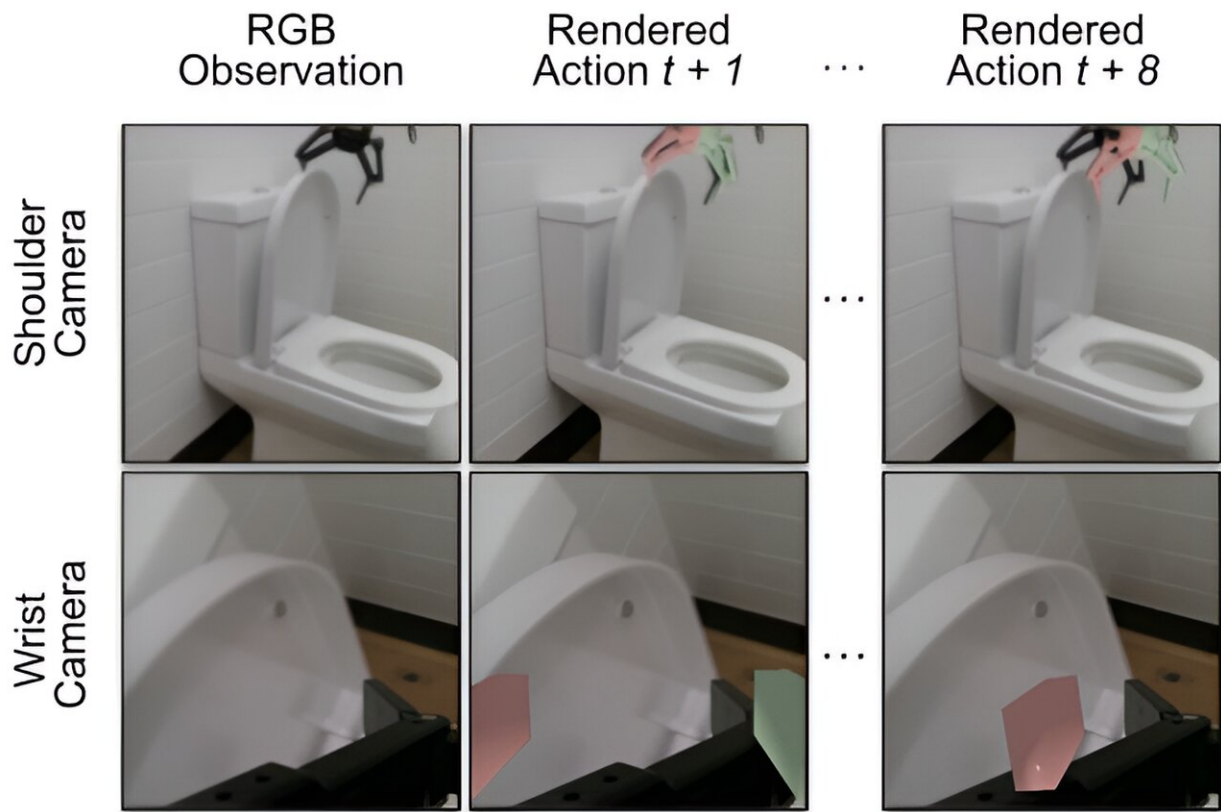 RGB
Observation
Rendered
Action t + 1
...
Rendered
Action t + 8
Shoulder
Camera
...
Wrist
Camera
...